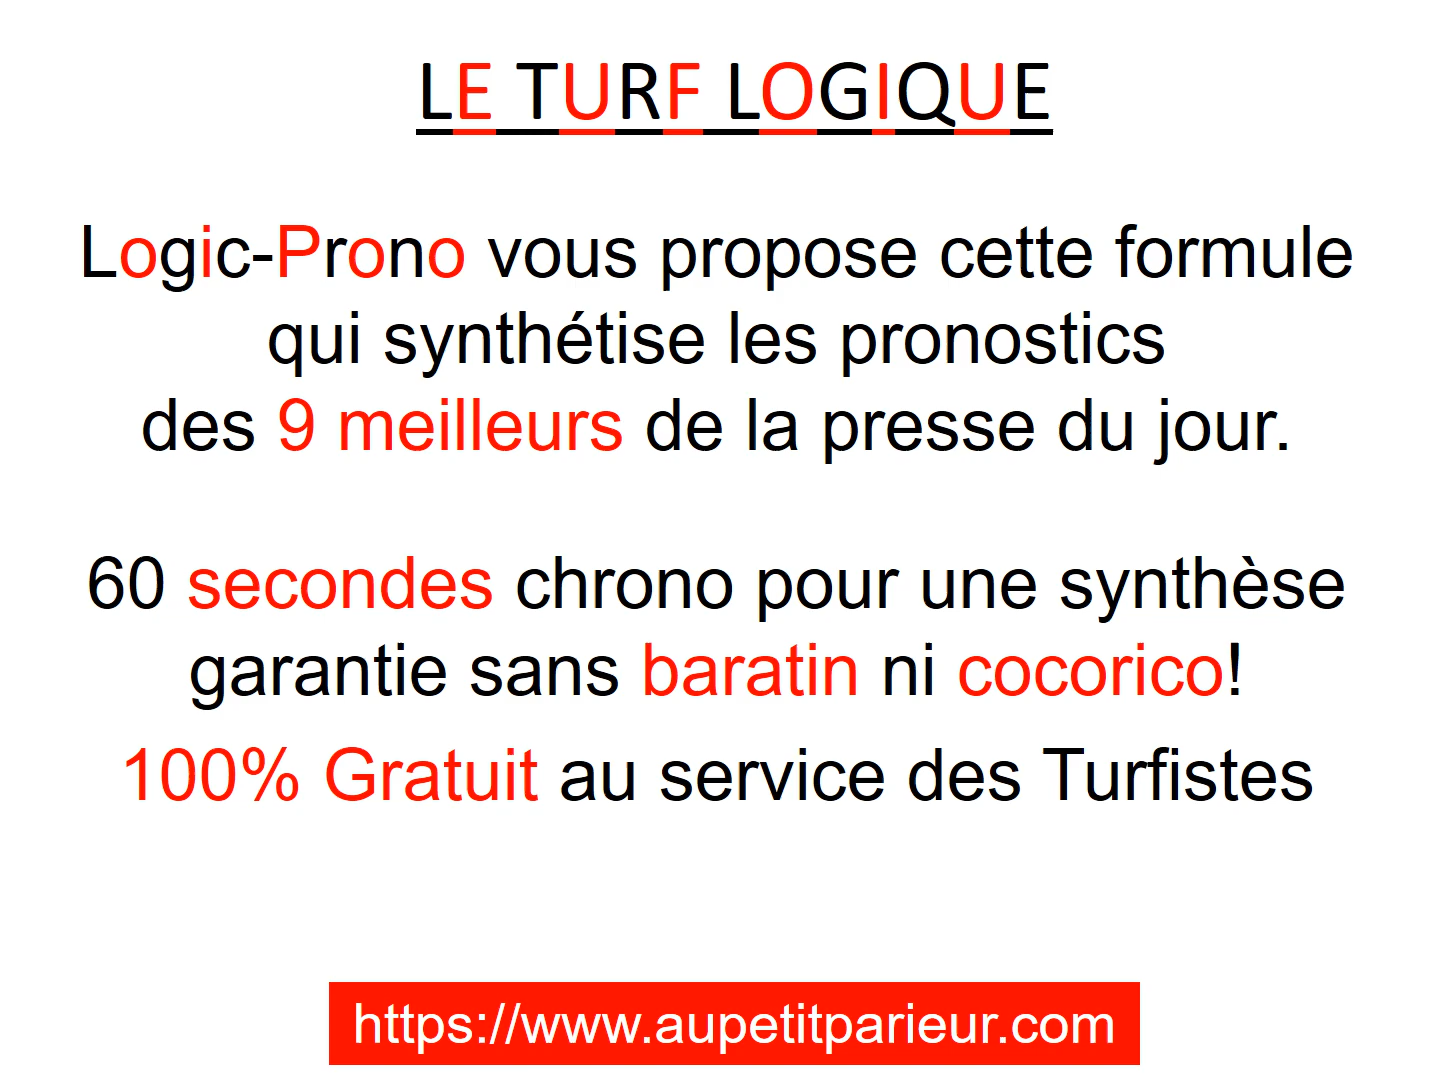 LE TURF LOGIQUE
Logic-Prono vous propose cette formule
qui synthétise les pronostics
des 9 meilleurs de la presse du jour.
60 secondes chrono pour une synthèse
garantie sans baratin ni cocorico!
100% Gratuit au service des Turfistes
https://www.aupetitparieur.com